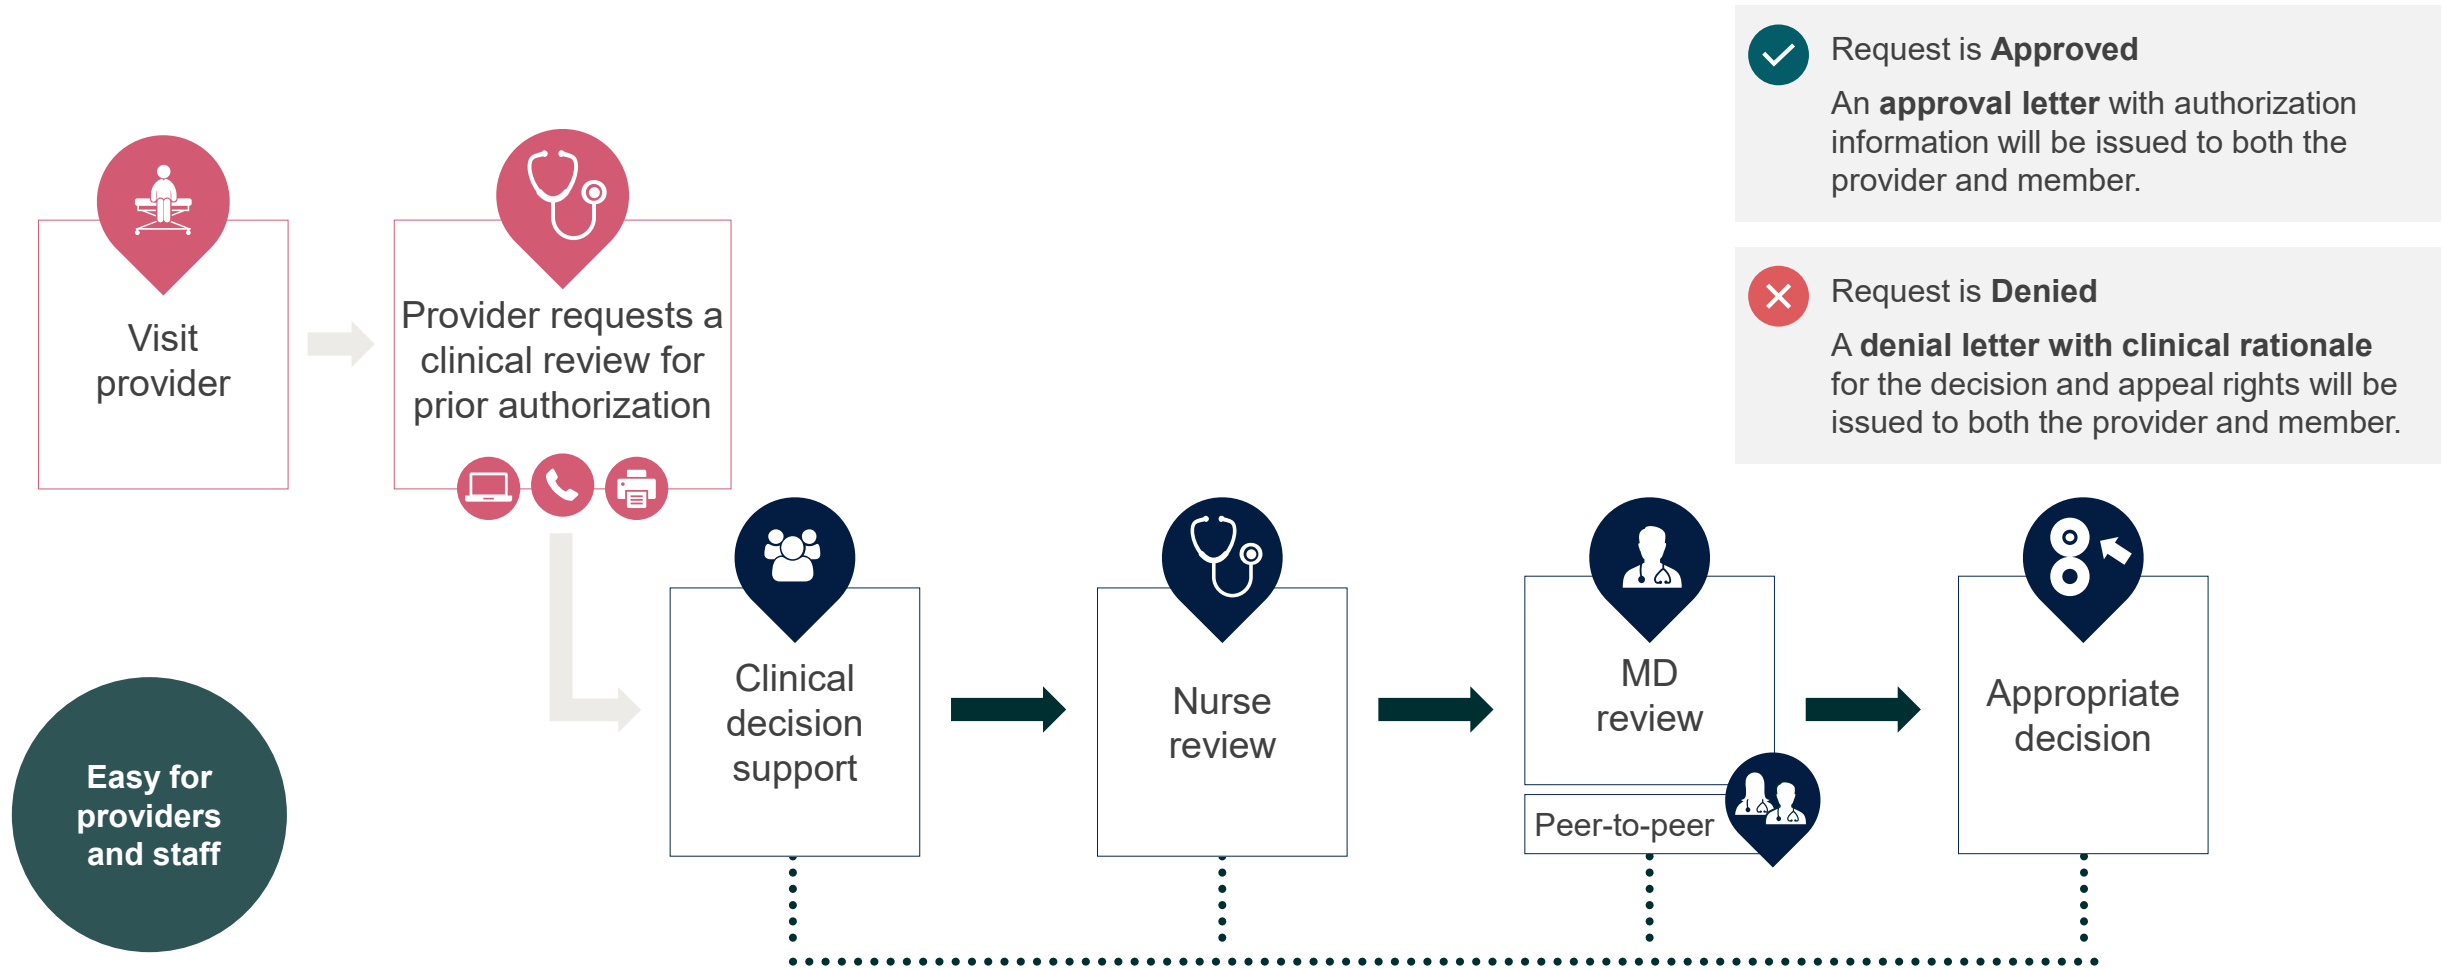 Request is Approved
An approval letter with authorization
information will be issued to both the
provider and member.
Request is Denied
A denial letter with clinical rationale
for the decision and appeal rights will be
issued to both the provider and member.
Visit
provider
Provider requests a
clinical review for
prior authorization
Clinical
decision
support
Nurse
review
MD
review
Peer-to-peer
Appropriate
decision
Easy for
providers
and staff